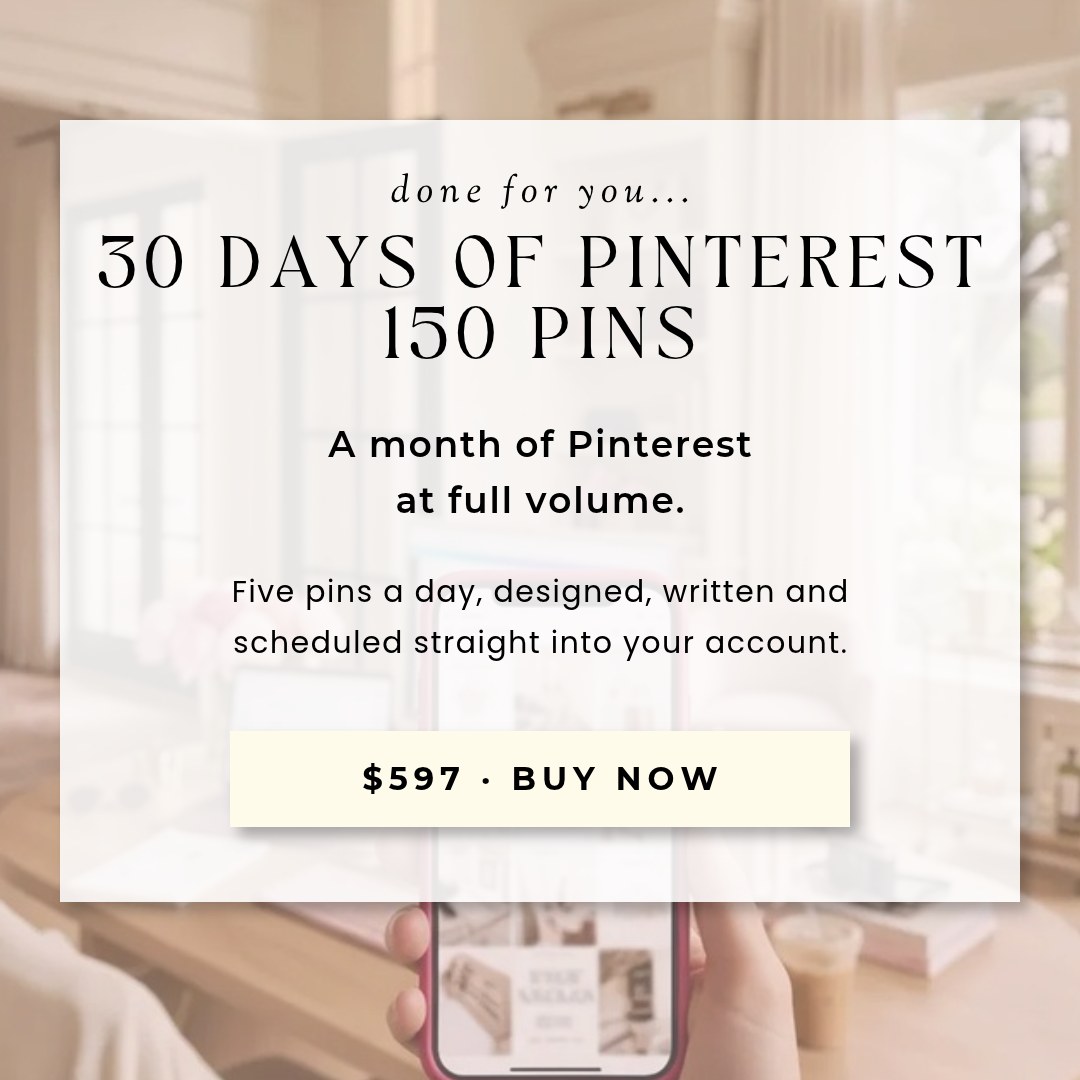 done for you...
30 DAYS OF PINTEREST
150 PINS
A month of Pinterest
at full volume.
Five pins a day, designed, written and
scheduled straight into your account.
$597 · BUY NOW